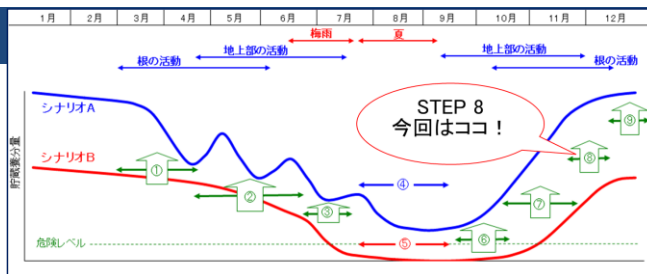 1月 2月 3月 4月 5月 6月 7月 8月 9月 10月 11月 12月
梅雨 夏
地上部の活動 地上部の活動
根の活動 根の活動
シナリオA
STEP 8
今回はココ！
⑨
シナリオB
⑧
貯蔵養分量
①
④
②
⑦
③
⑥
危険レベル
⑤